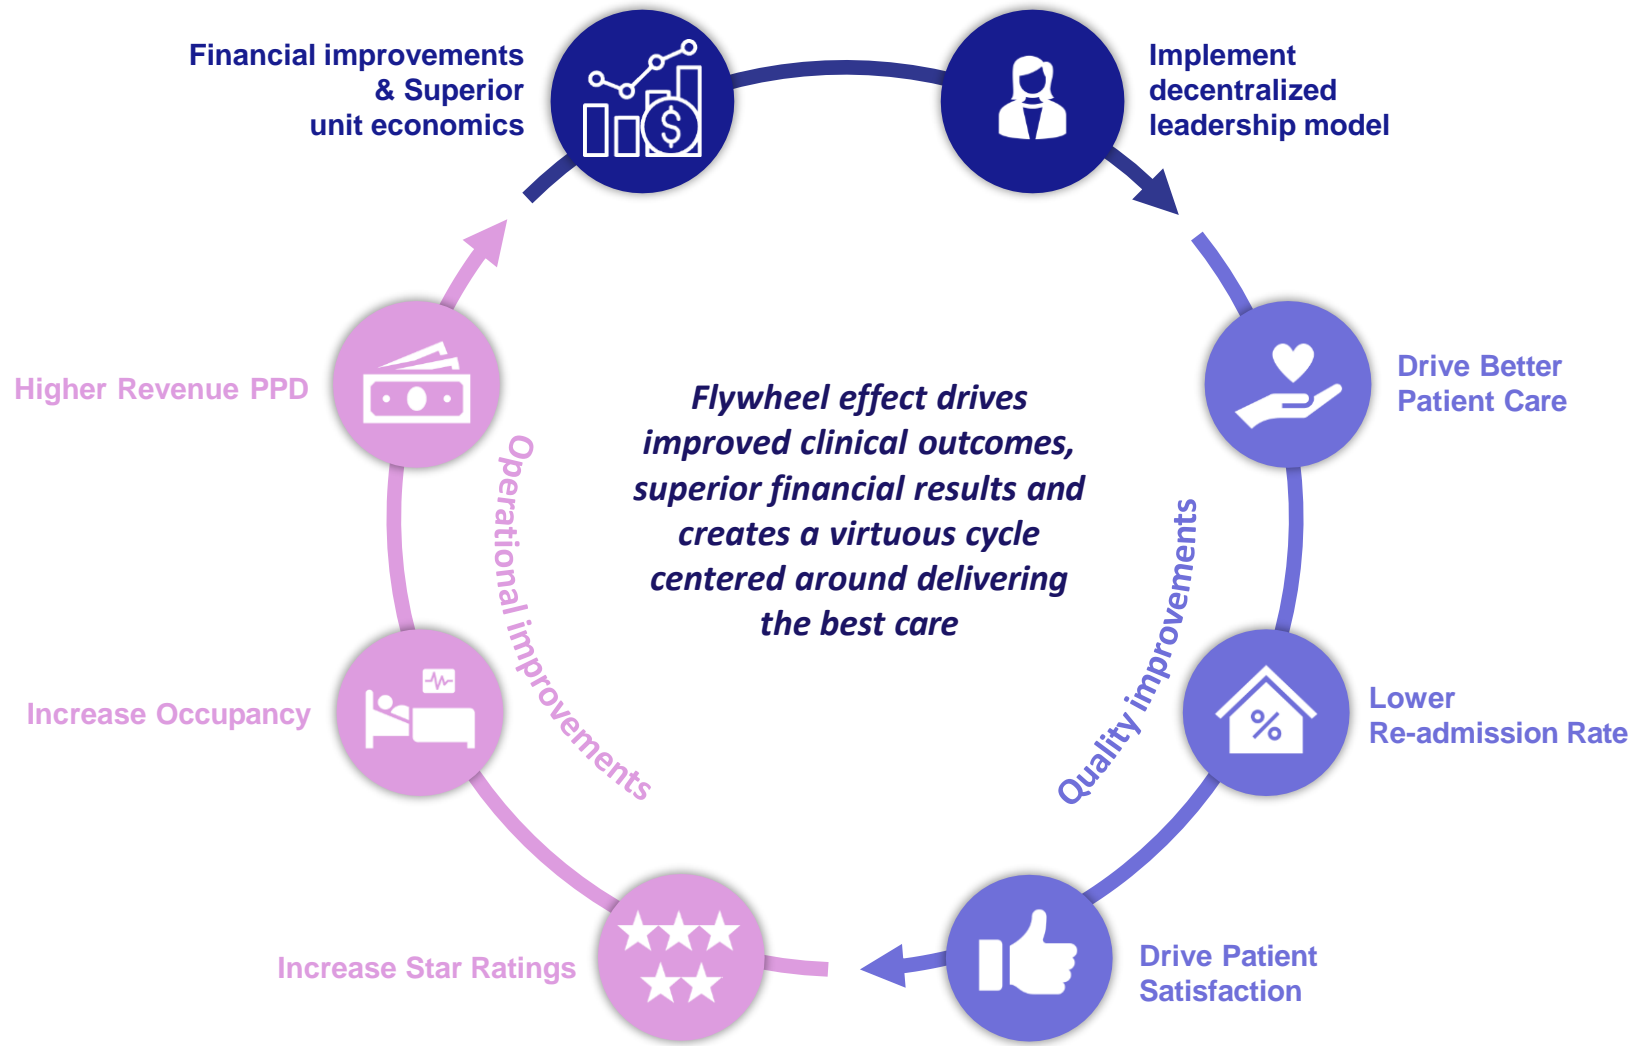 Financial improvements
& Superior
unit economics
Implement
decentralized
leadership model
$
Higher Revenue PPD
Drive Better
Patient Care
Flywheel effect drives
improved clinical outcomes,
superior financial results and
creates a virtuous cycle
centered around delivering
the best care
Operational improvements
Quality improvements
Increase Occupancy
%
Lower
Re-admission Rate
Increase Star Ratings
Drive Patient
Satisfaction